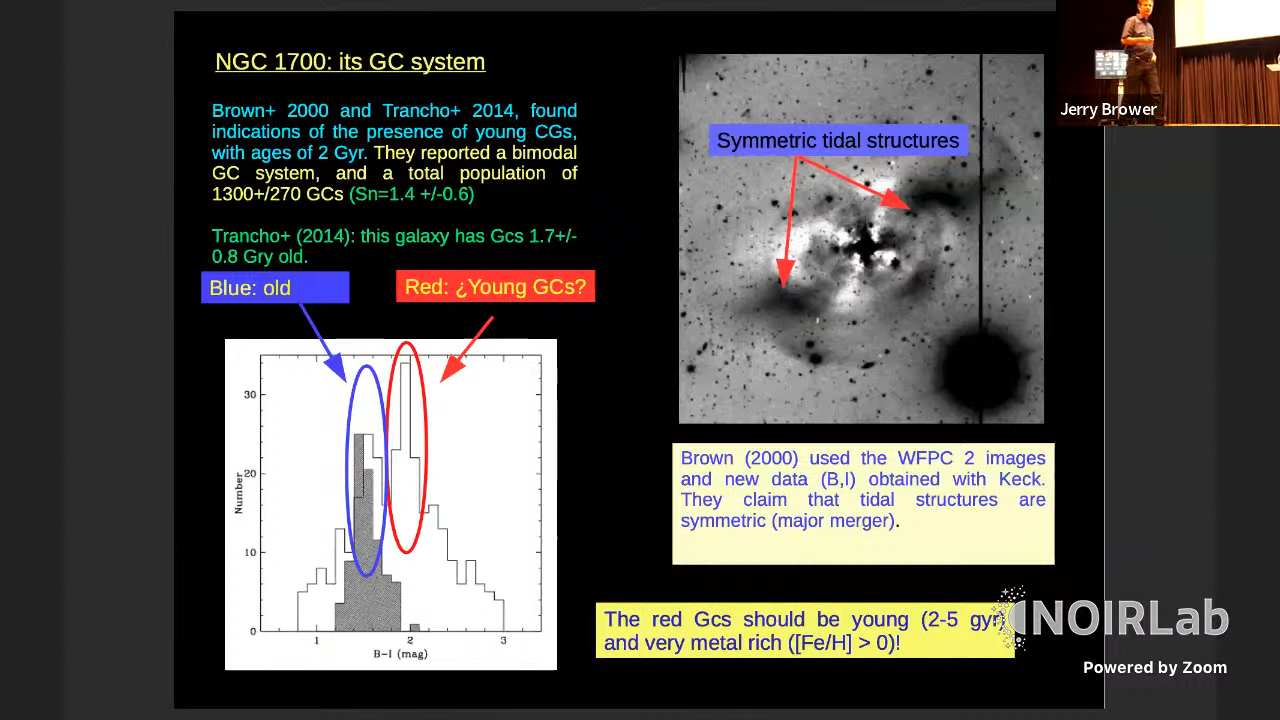 NGC 1700: its GC system
Brown+ 2000 and Trancho+ 2014, found
indications of the presence of young CGs,
with ages of 2 Gyr. They reported a bimodal
GC system, and a total population of
1300+/270 GCs (Sn=1.4 +/-0.6)
Trancho+ (2014): this galaxy has Gcs 1.7+/-
0.8 Gry old.
Blue: old
Red: ¿Young GCs?
30
20
10
0
Number
1
2
3
B-I (mag)
Symmetric tidal structures
Brown (2000) used the WFPC 2 images
and new data (B,I) obtained with Keck.
They claim that tidal structures are
symmetric (major merger).
The red Gcs should be young (2-5 gyr)
and very metal rich ([Fe/H] > 0)!
Jerry Brower
NOIRLab
Powered by Zoom